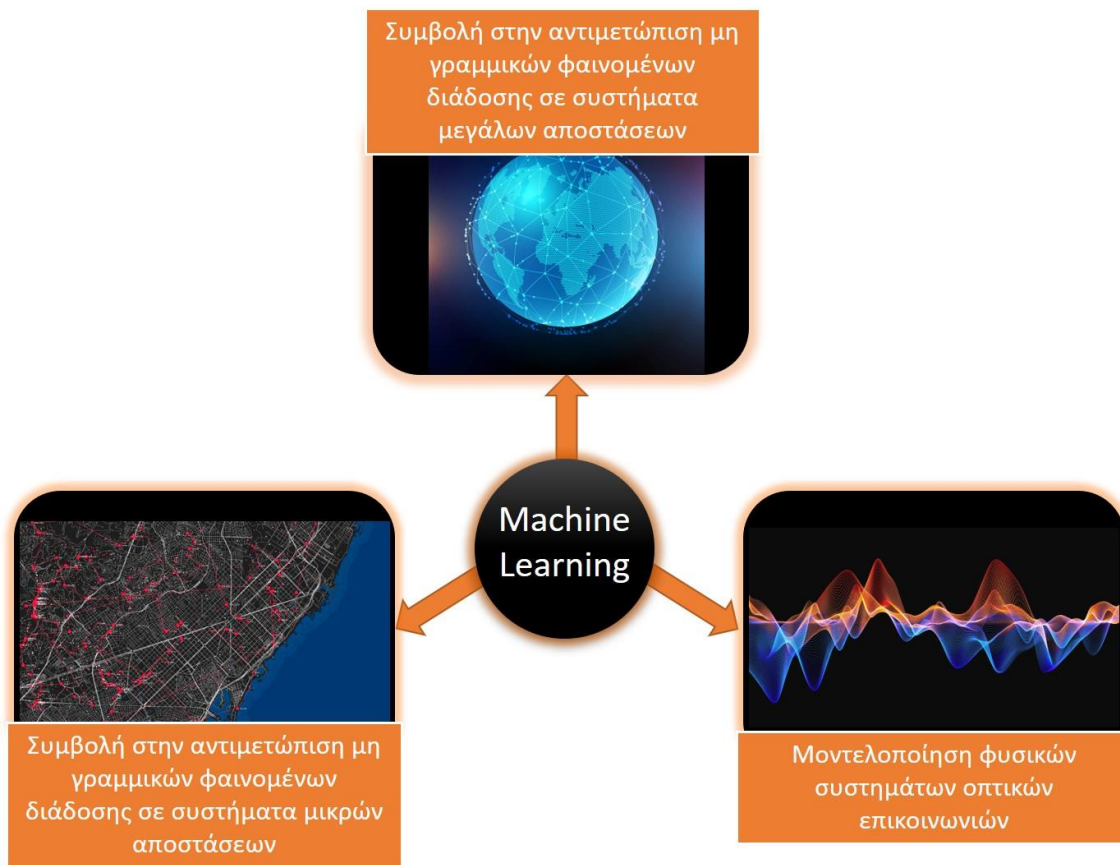 Συμβολή στην αντιμετώπιση μη
γραμμικών φαινομένων
διάδοσης σε συστήματα
μεγάλων αποστάσεων
Machine
Learning
Συμβολή στην αντιμετώπιση μη
γραμμικών φαινομένων
διάδοσης σε συστήματα μικρών
αποστάσεων
Μοντελοποίηση φυσικών
συστημάτων οπτικών
επικοινωνιών